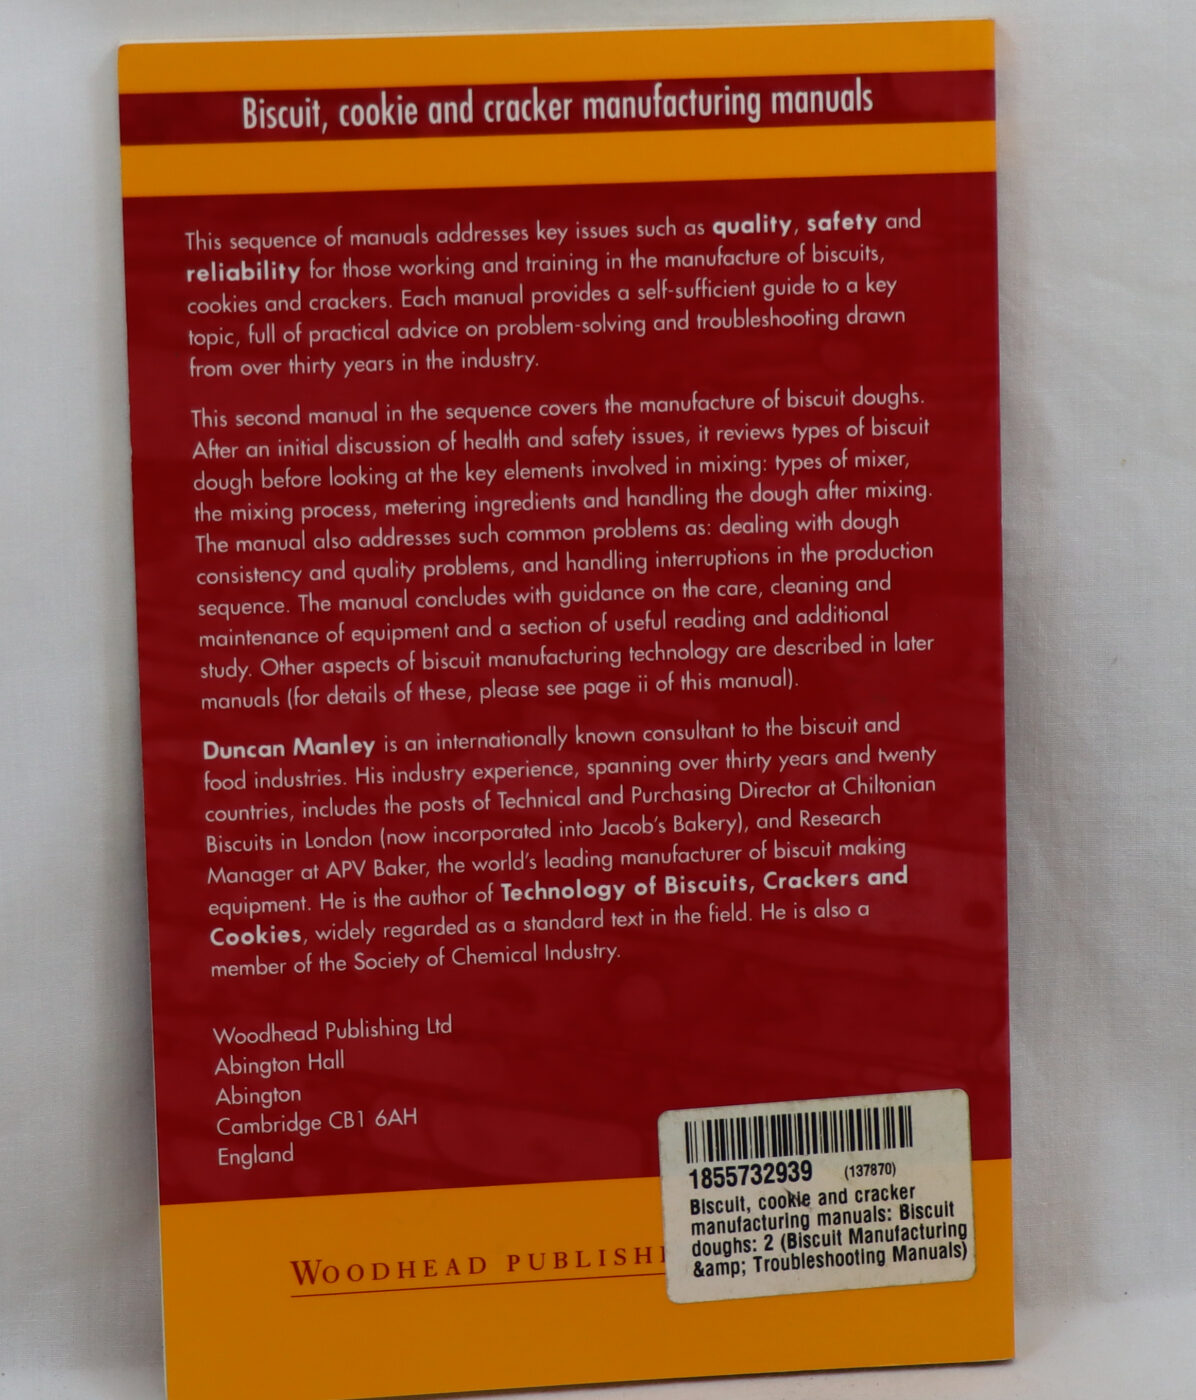 Biscuit, cookie and cracker manufacturing manuals
This sequence of manuals addresses key issues such as quality, safety and
reliability for those working and training in the manufacture of biscuits,
cookies and crackers. Each manual provides a self-sufficient guide to a key
topic, full of practical advice on problem-solving and troubleshooting drawn
from over thirty years in the industry.
This second manual in the sequence covers the manufacture of biscuit doughs.
After an initial discussion of health and safety issues, it reviews types of biscuit
dough before looking at the key elements involved in mixing: types of mixer,
the mixing process, metering ingredients and handling the dough after mixing.
The manual also addresses such common problems as: dealing with dough
consistency and quality problems, and handling interruptions in the production
sequence. The manual concludes with guidance on the care, cleaning and
maintenance of equipment and a section of useful reading and additional
study. Other aspects of biscuit manufacturing technology are described in later
manuals (for details of these, please see page ii of this manual).
Duncan Manley is an internationally known consultant to the biscuit and
food industries. His industry experience, spanning over thirty years and twenty
countries, includes the posts of Technical and Purchasing Director at Chiltonian
Biscuits in London (now incorporated into Jacob's Bakery), and Research
Manager at APV Baker, the world's leading manufacturer of biscuit making
equipment. He is the author of Technology of Biscuits, Crackers and
Cookies, widely regarded as a standard text in the field. He is also a
member of the Society of Chemical Industry.
Woodhead Publishing Ltd
Abington Hall
Abington
Cambridge CB1 6AH
England
1855732939 (137870)
Biscuit, cookie and cracker
manufacturing manuals: Biscuit
doughs: 2 (Biscuit Manufacturing
&amp; Troubleshooting Manuals)
WOODHEAD PUBLISHI